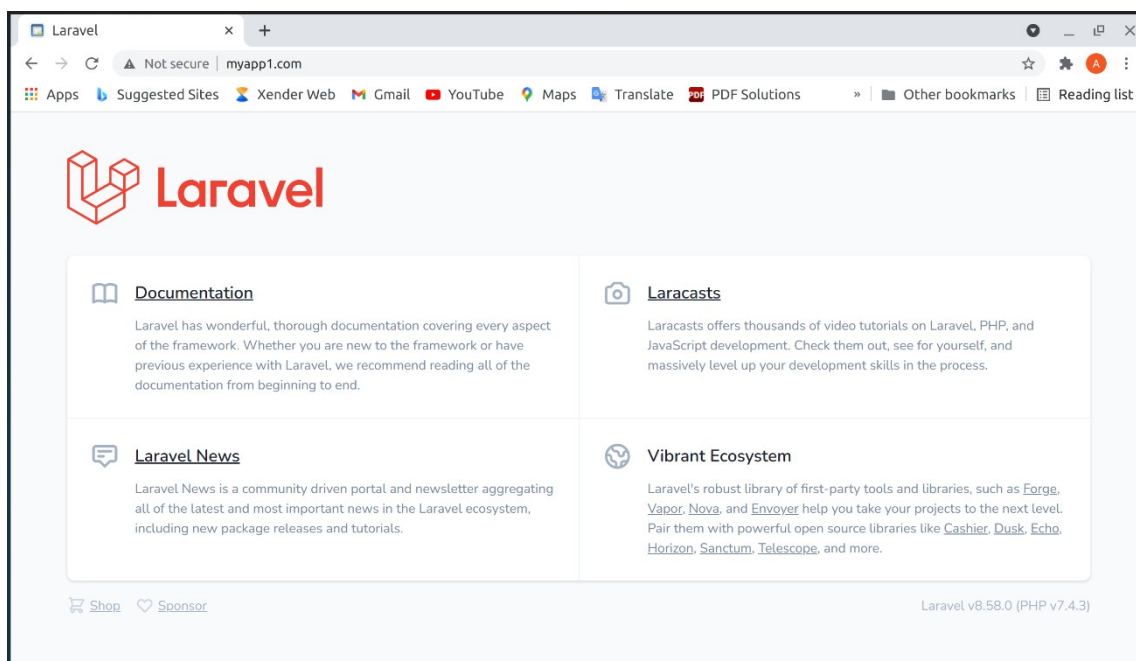 Laravel
Not secure
myapp1.com
A
Apps
Suggested Sites
Xender Web
Gmail
YouTube
Maps
Translate
PDF
PDF Solutions
»
Other bookmarks
Reading list
Laravel
Documentation
Laravel has wonderful, thorough documentation covering every aspect
of the framework. Whether you are new to the framework or have
previous experience with Laravel, we recommend reading all of the
documentation from beginning to end.
Laracasts
Laracasts offers thousands of video tutorials on Laravel, PHP, and
JavaScript development. Check them out, see for yourself, and
massively level up your development skills in the process.
Laravel News
Laravel News is a community driven portal and newsletter aggregating
all of the latest and most important news in the Laravel ecosystem,
including new package releases and tutorials.
Vibrant Ecosystem
Laravel's robust library of first-party tools and libraries, such as Forge,
Vapor, Nova, and Envoyer help you take your projects to the next level.
Pair them with powerful open source libraries like Cashier, Dusk, Echo,
Horizon, Sanctum, Telescope, and more.
Shop
Sponsor
Laravel v8.58.0 (PHP v7.4.3)